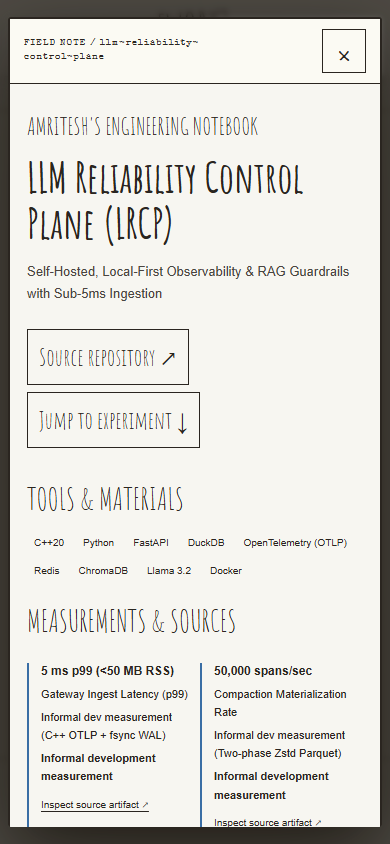 FIELD NOTE / llm-reliability-
control-plane
×
AMRITESH'S ENGINEERING NOTEBOOK
LLM RELIABILITY CONTROL
PLANE (LRCP)
Self-Hosted, Local-First Observability & RAG Guardrails
with Sub-5ms Ingestion
SOURCE REPOSITORY ↗
JUMP TO EXPERIMENT ↓
TOOLS & MATERIALS
C++20 Python FastAPI DuckDB OpenTelemetry (OTLP)
Redis ChromaDB Llama 3.2 Docker
MEASUREMENTS & SOURCES
5 ms p99 (<50 MB RSS)
Gateway Ingest Latency (p99)
Informal dev measurement
(C++ OTLP + fsync WAL)
Informal development
measurement
Inspect source artifact ↗
50,000 spans/sec
Compaction Materialization
Rate
Informal dev measurement
(Two-phase Zstd Parquet)
Informal development
measurement
Inspect source artifact ↗